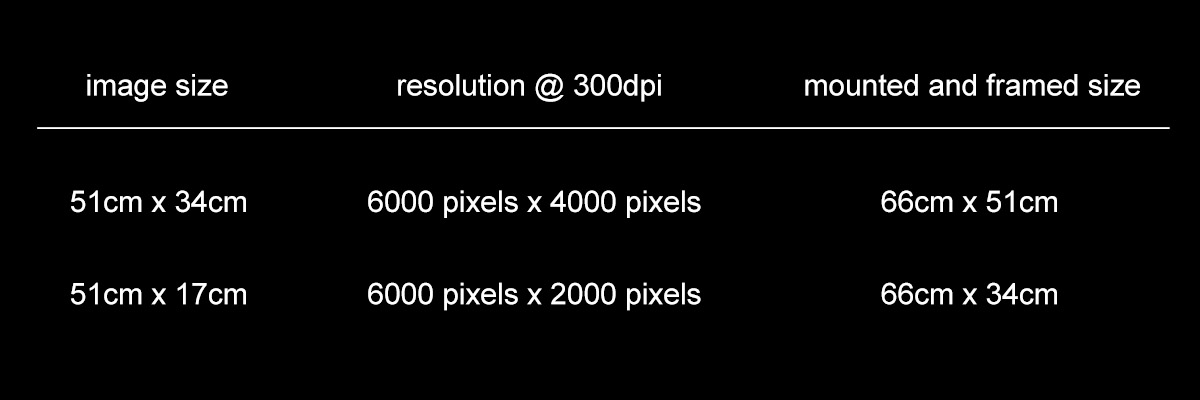 image size resolution @ 300dpi mounted and framed size
51cm x 34cm 6000 pixels x 4000 pixels 66cm x 51cm
51cm x 17cm 6000 pixels x 2000 pixels 66cm x 34cm